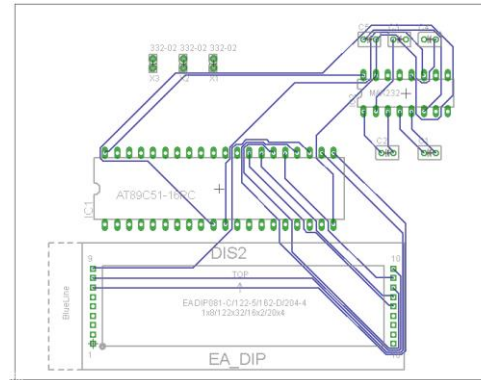 332-02 332-02 332-02
X3 X2 X1
MAX232
AT89C51-16PC
IC1
DIS2
9
10
TOP
EADIP081-C/122-5/162-D/204-4
1x8/122x32/16x2/20x4
BlueLine
1
EA_DIP